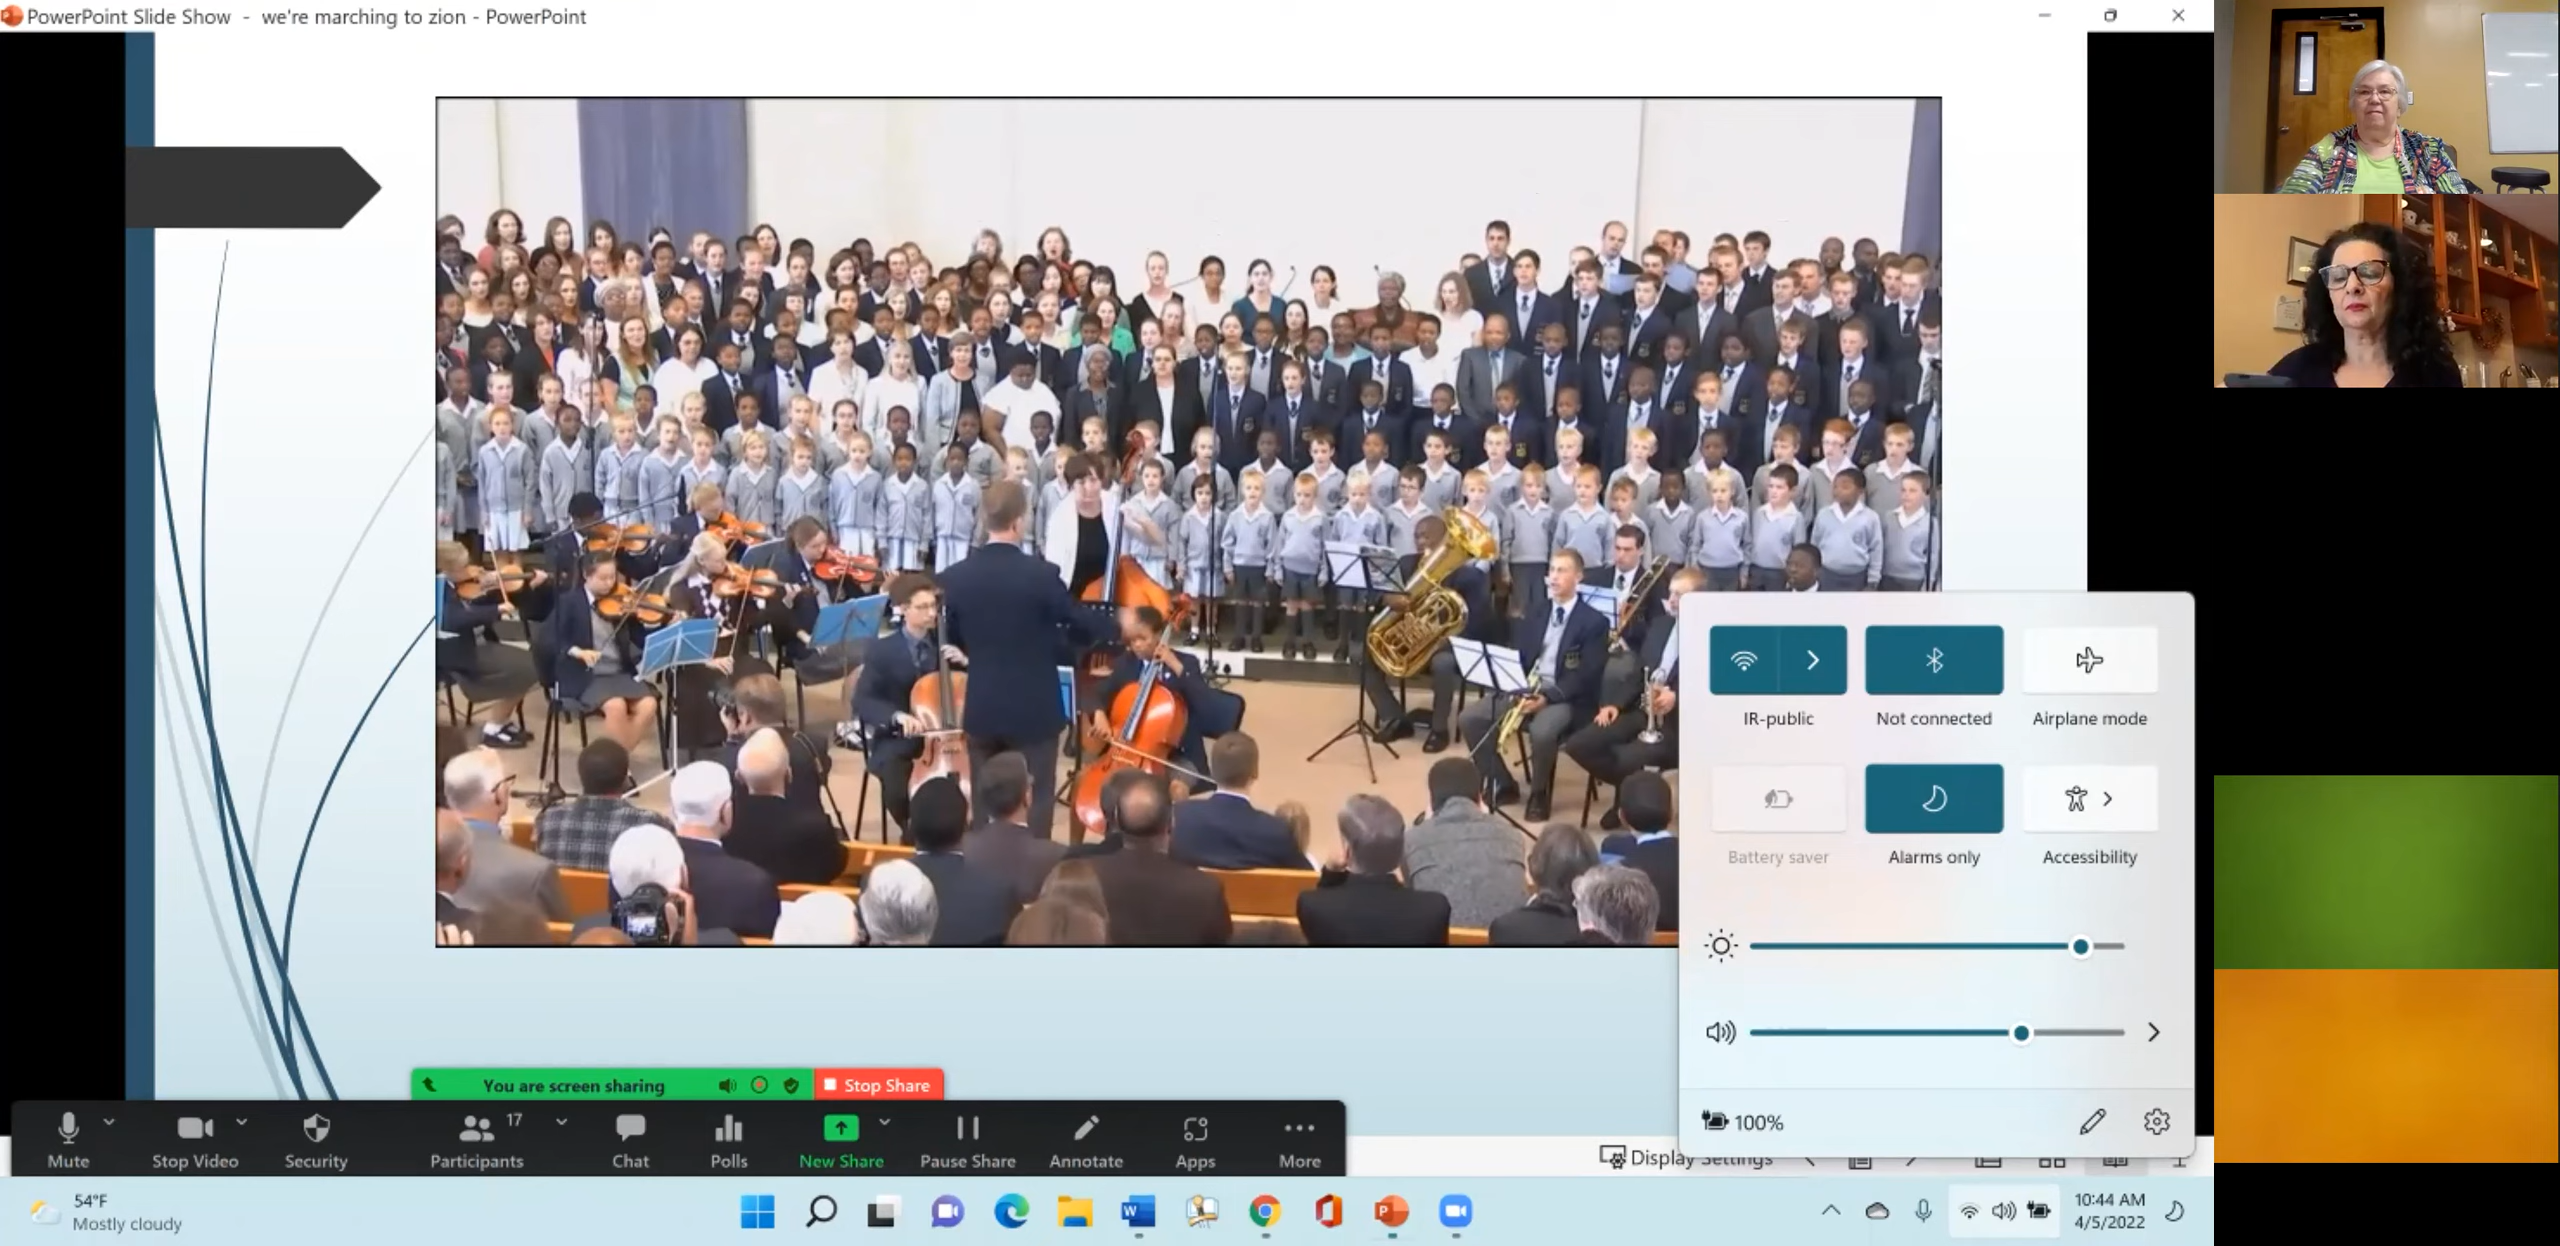 PowerPoint Slide Show - we're marching to zion - PowerPoint
IR-public
Not connected
Airplane mode
Battery saver
Alarms only
Accessibility
100%
You are screen sharing
Stop Share
17
Mute
Stop Video
Security
Participants
Chat
Polls
New Share
Pause Share
Annotate
Apps
More
Display Settings
54°F
Mostly cloudy
W
P
10:44 AM
4/5/2022